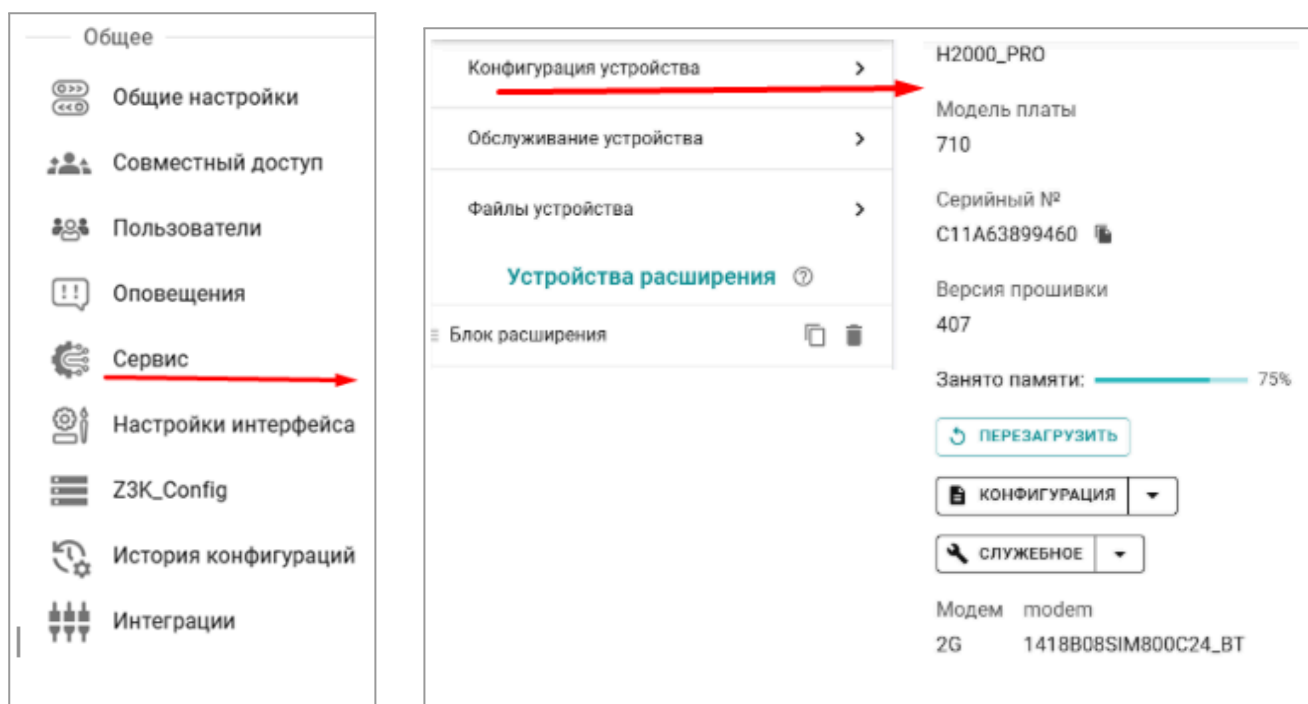 Общее
Общие настройки
Совместный доступ
Пользователи
Оповещения
Сервис
Настройки интерфейса
Z3K_Config
История конфигураций
Интеграции
Конфигурация устройства
Обслуживание устройства
Файлы устройства
Устройства расширения
Блок расширения
H2000_PRO
Модель платы
710
Серийный №
C11A63899460
Версия прошивки
407
Занято памяти: 75%
ПЕРЕЗАГРУЗИТЬ
КОНФИГУРАЦИЯ
СЛУЖЕБНОЕ
Модем modem
2G 1418B08SIM800C24_BT